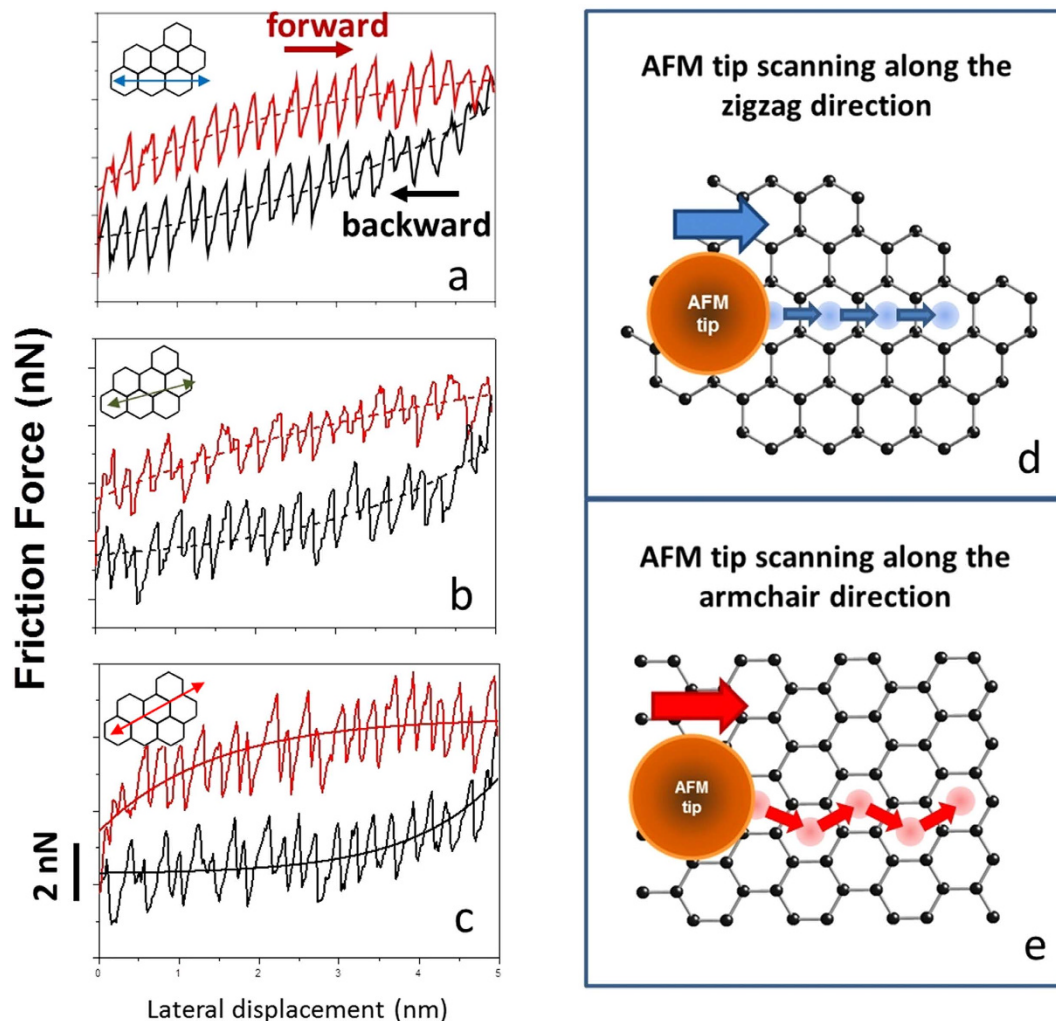 Friction Force (nN)
forward
backward
a
b
2 nN
c
0
1
2
3
4
5
Lateral displacement (nm)
AFM tip scanning along the
zigzag direction
AFM
tip
d
AFM tip scanning along the
armchair direction
AFM
tip
e